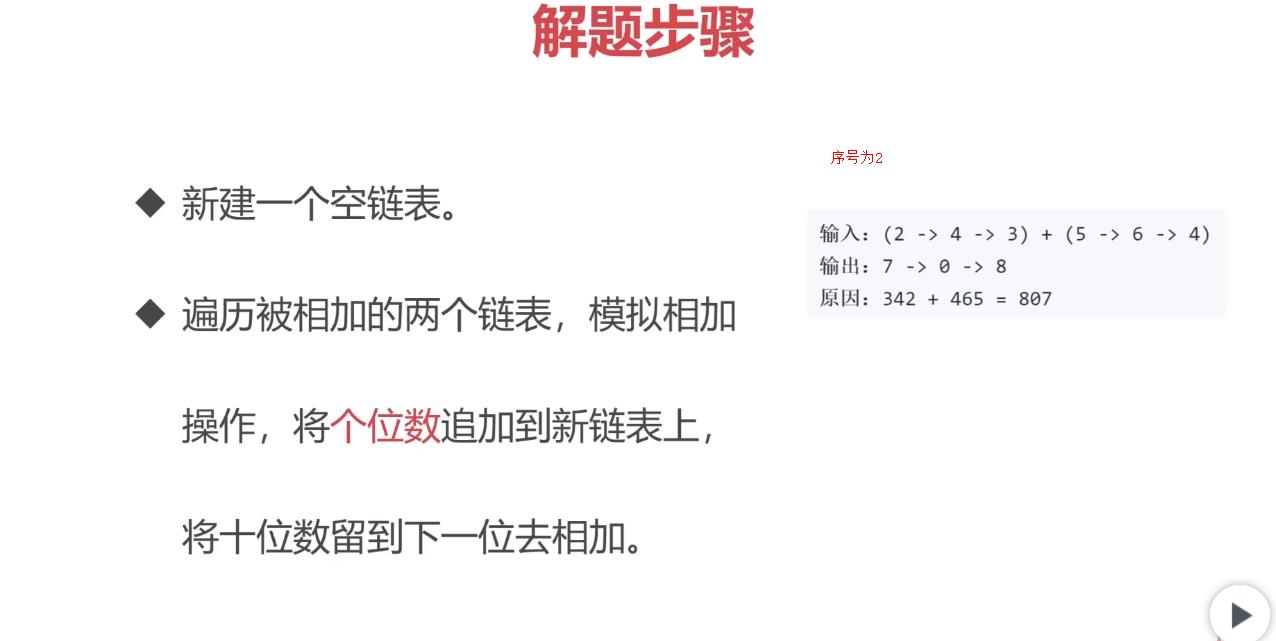 解题步骤
序号为2
◆ 新建一个空链表。
◆ 遍历被相加的两个链表，模拟相加
操作，将个位数追加到新链表上，
将十位数留到下一位去相加。
输入：(2 -> 4 -> 3) + (5 -> 6 -> 4)
输出：7 -> 0 -> 8
原因：342 + 465 = 807